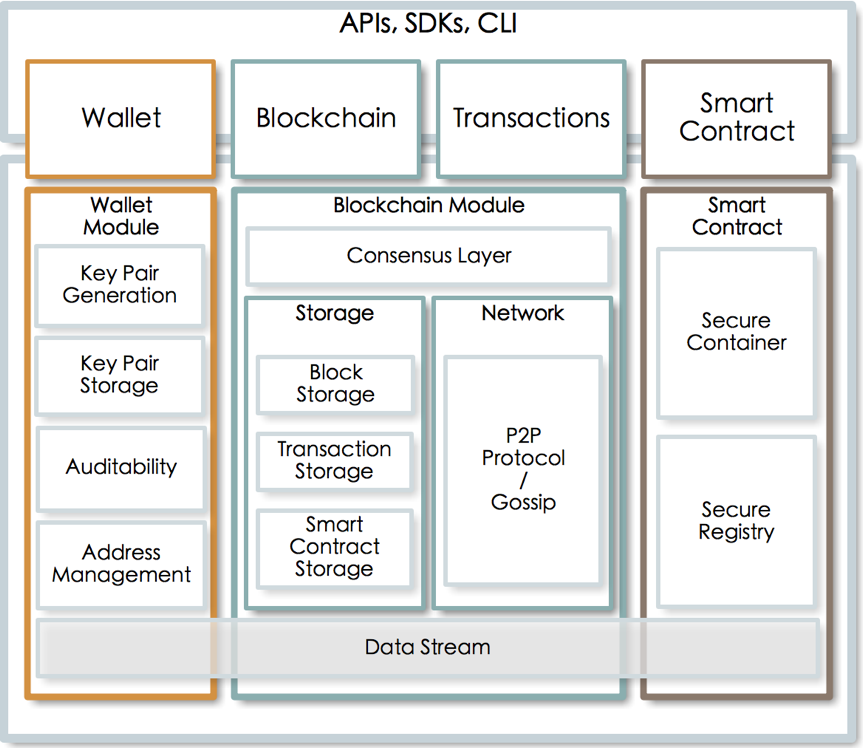 APIs, SDKs, CLI
Wallet
Blockchain
Transactions
Smart
Contract
Wallet
Module
Key Pair
Generation
Key Pair
Storage
Auditability
Address
Management
Blockchain Module
Consensus Layer
Storage
Block
Storage
Transaction
Storage
Smart
Contract
Storage
Network
P2P
Protocol
/
Gossip
Smart
Contract
Secure
Container
Secure
Registry
Data Stream